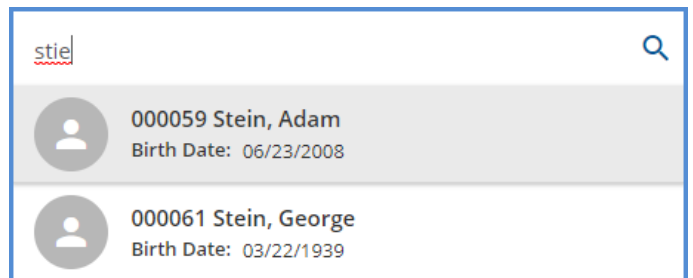 stie
000059 Stein, Adam
Birth Date: 06/23/2008
000061 Stein, George
Birth Date: 03/22/1939